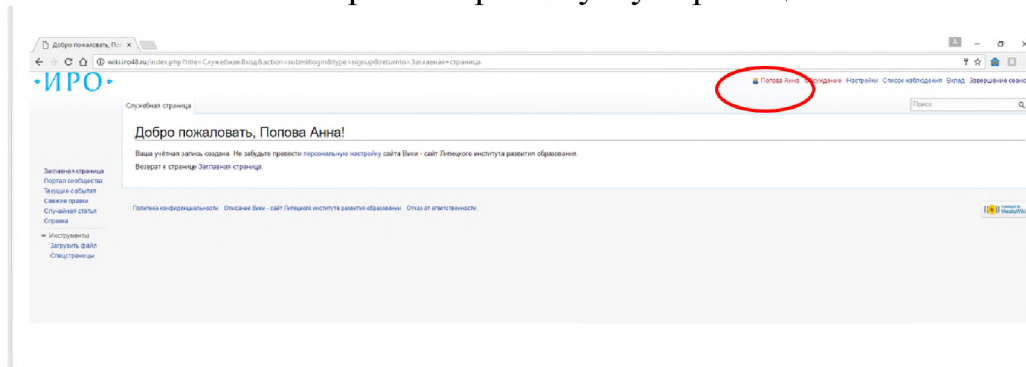 Добро пожаловать, По
wiki.iro48.ru/index.php?title=Служебная:Вход&action=submitlogin&type=signup&returnto=Заглавная+страница
•ИРО•
Попова Анна Обсуждение Настройки Список наблюдения Вклад Завершение сеанс
Служебная страница
Поиск
Добро пожаловать, Попова Анна!
Ваша учётная запись создана. Не забудьте провести персональную настройку сайта Вики - сайт Липецкого института развития образования.
Возврат к странице Заглавная страница.
Заглавная страница
Портал сообщества
Текущие события
Свежие правки
Случайная статья
Справка
Инструменты
Загрузить файл
Спецстраницы
Политика конфиденциальности Описание Вики - сайт Липецкого института развития образования Отказ от ответственности
MediaWiki